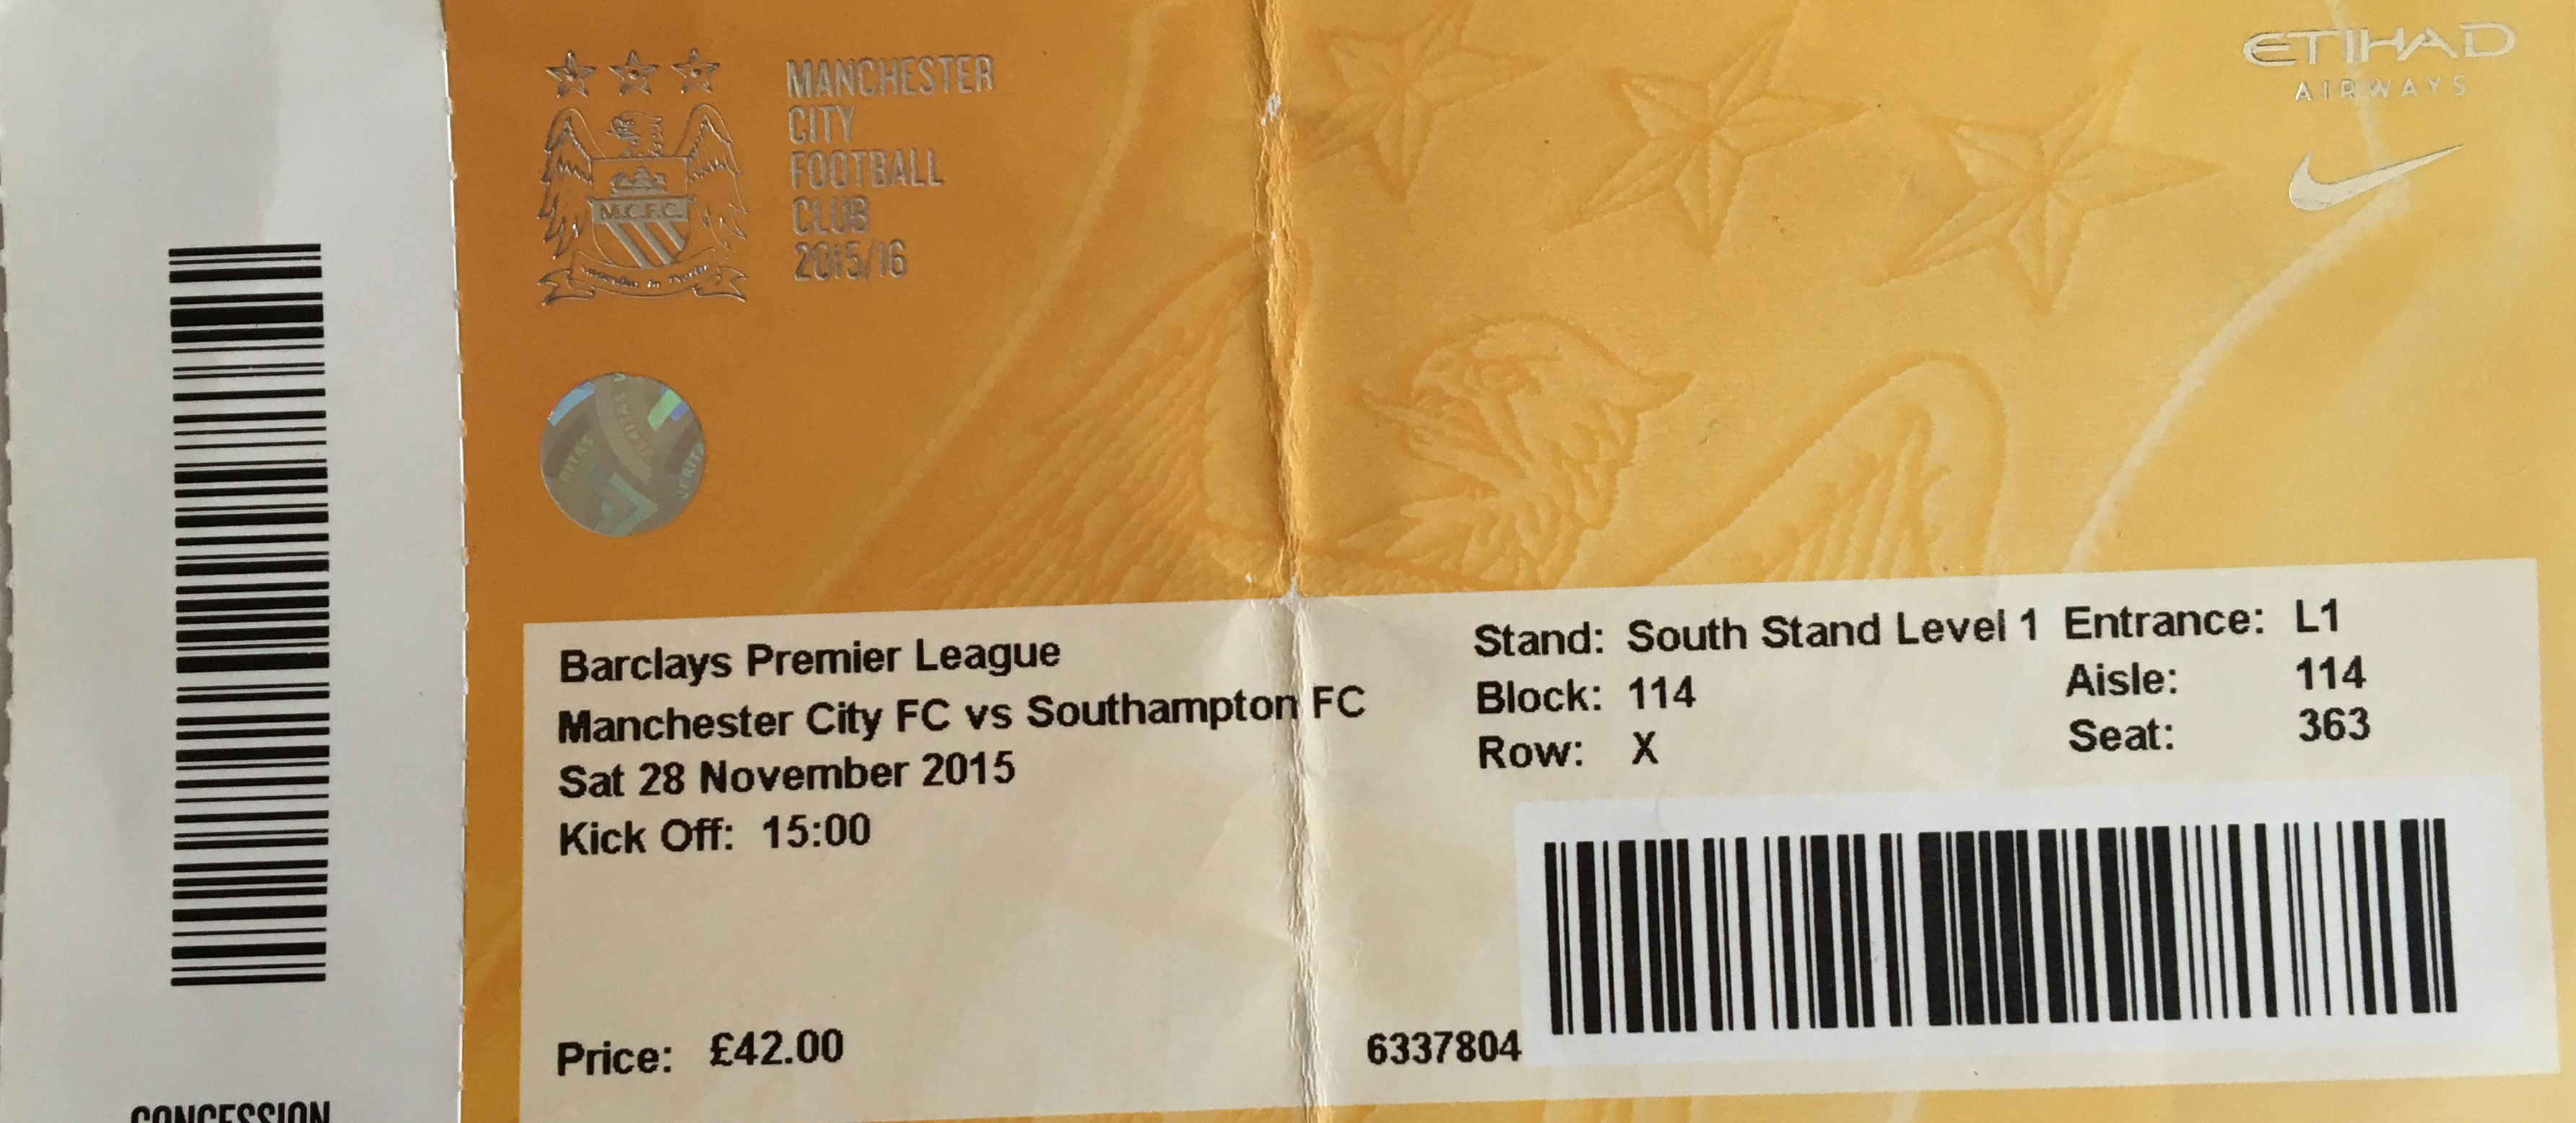 MANCHESTER
CITY
FOOTBALL
CLUB
2015/16
M.C.F.C.
ETIHAD
AIRWAYS
Barclays Premier League
Manchester City FC vs Southampton FC
Sat 28 November 2015
Kick Off: 15:00
Price: £42.00
Stand: South Stand Level 1 Entrance: L1
Block: 114 Aisle: 114
Row: X Seat: 363
6337804
CONCESSION